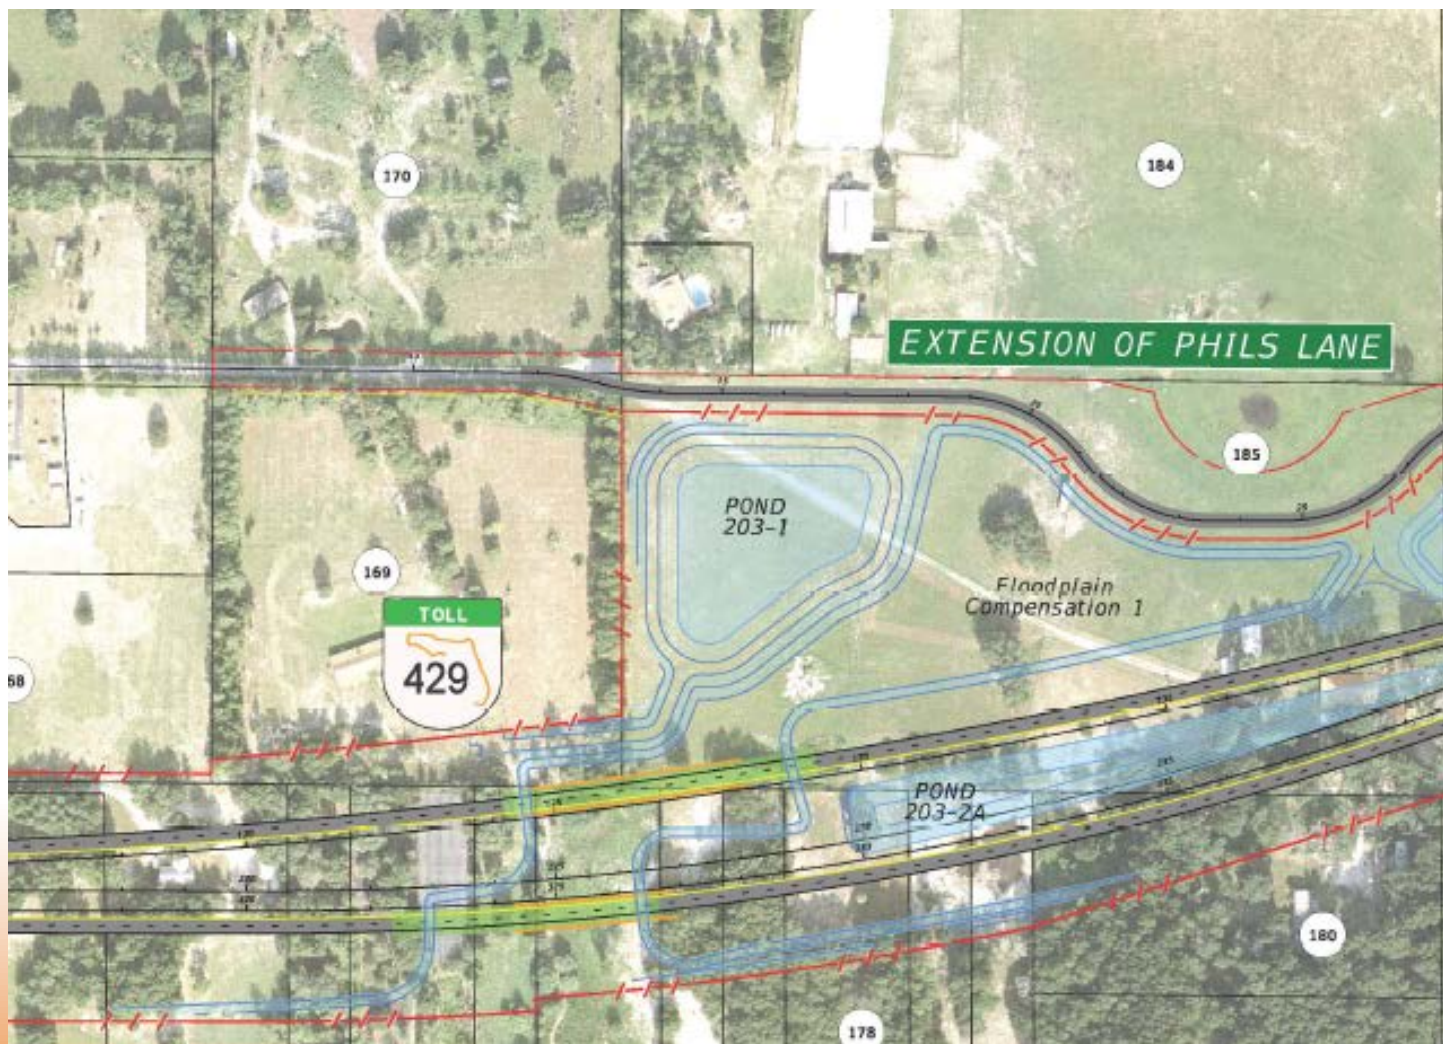 184
170
EXTENSION OF PHILS LANE
185
POND
203-1
169
Floodplain
Compensation 1
TOLL
429
68
POND
203-2A
180
178